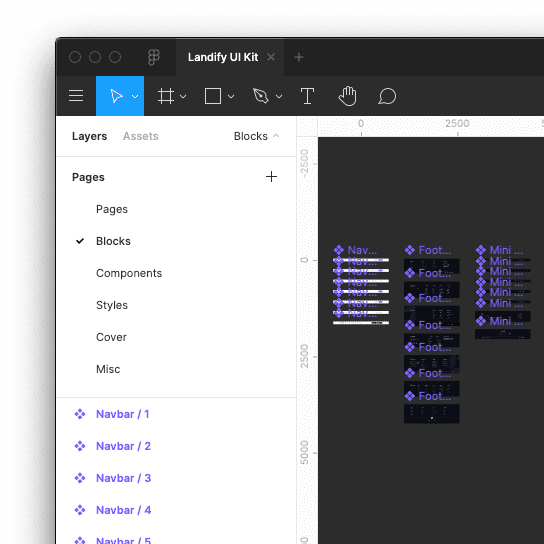 Landify UI Kit
Layers Assets Blocks
Pages
Pages
Blocks
Components
Styles
Cover
Misc
Navbar / 1
Navbar / 2
Navbar / 3
Navbar / 4
Navbar / 5
0 2500
-2500
0
2500
5000
Nav...
Nav...
Nav...
Nav...
Nav...
Nav...
Nav...
Foot...
Foot...
Foot...
Foot...
Foot...
Foot...
Foot...
Mini ...
Mini ...
Mini ...
Mini ...
Mini ...
Mini ...
Mini ...